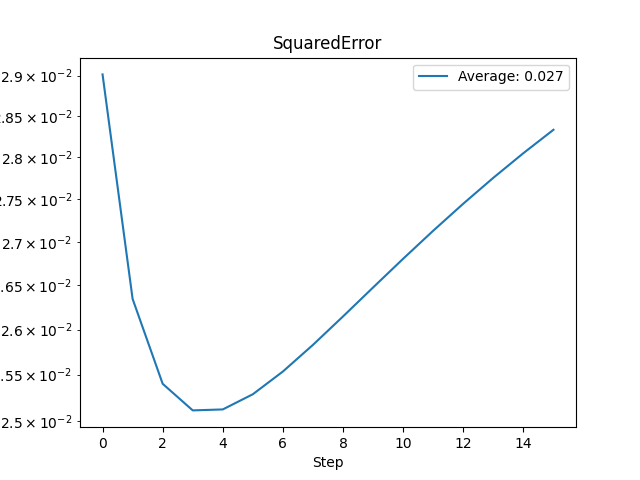 SquaredError
Average: 0.027
2.9 × 10⁻²
2.85 × 10⁻²
2.8 × 10⁻²
2.75 × 10⁻²
2.7 × 10⁻²
.65 × 10⁻²
2.6 × 10⁻²
.55 × 10⁻²
2.5 × 10⁻²
0 2 4 6 8 10 12 14
Step